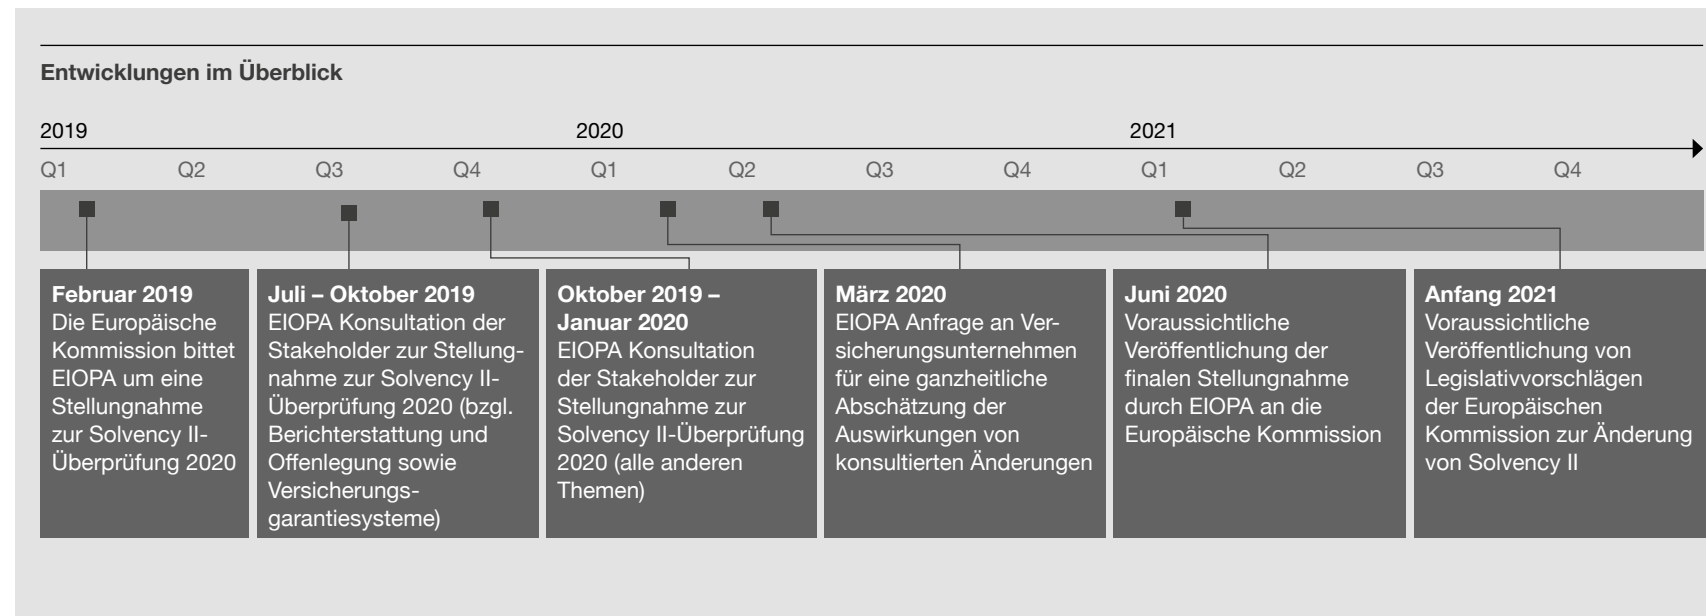 Entwicklungen im Überblick
2019 2020 2021
Q1 Q2 Q3 Q4 Q1 Q2 Q3 Q4 Q1 Q2 Q3 Q4
Februar 2019
Die Europäische
Kommission bittet
EIOPA um eine
Stellungnahme
zur Solvency II-
Überprüfung 2020
Juli – Oktober 2019
EIOPA Konsultation der
Stakeholder zur Stellung-
nahme zur Solvency II-
Überprüfung 2020 (bzgl.
Berichterstattung und
Offenlegung sowie
Versicherungs-
garantiesysteme)
Oktober 2019 –
Januar 2020
EIOPA Konsultation
der Stakeholder zur
Stellungnahme zur
Solvency II-Überprüfung
2020 (alle anderen
Themen)
März 2020
EIOPA Anfrage an Ver-
sicherungsunternehmen
für eine ganzheitliche
Abschätzung der
Auswirkungen von
konsultierten Änderungen
Juni 2020
Voraussichtliche
Veröffentlichung der
finalen Stellungnahme
durch EIOPA an die
Europäische Kommission
Anfang 2021
Voraussichtliche
Veröffentlichung von
Legislativvorschlägen
der Europäischen
Kommission zur Änderung
von Solvency II